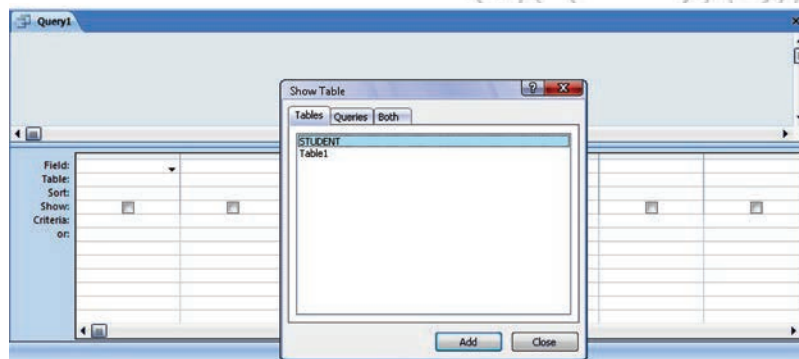 Query1
Show Table
Tables Queries Both
STUDENT
Table1
Field:
Table:
Sort:
Show:
Criteria:
or:
Add Close